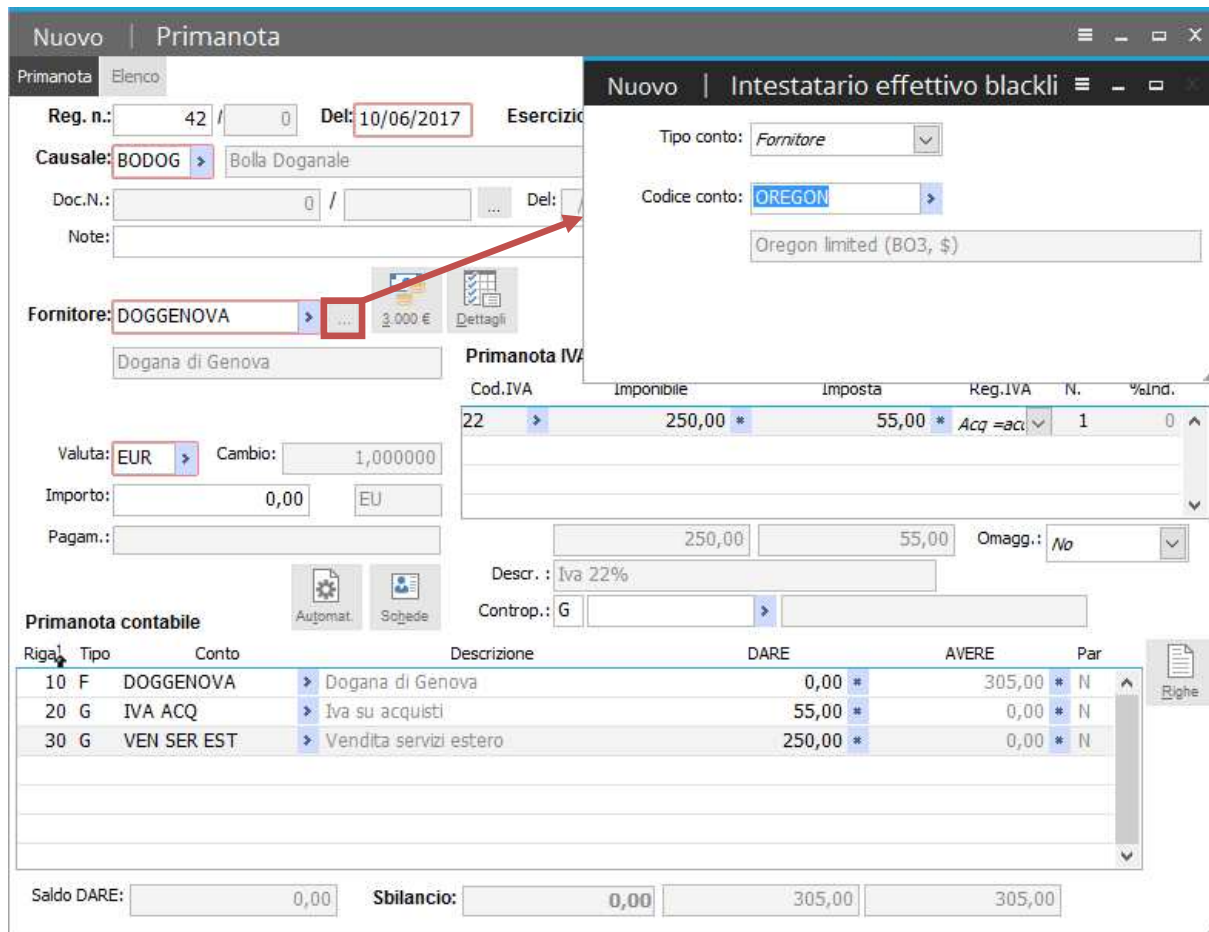 Nuovo | Primanota
Primanota Elenco
Reg. n.: 42 / 0 Del: 10/06/2017 Esercizio
Causale: BODOG Bolla Doganale
Doc.N.: 0 / ... Del: /
Note:
Fornitore: DOGGENOVA ... 3.000 € Dettagli
Dogana di Genova
Nuovo | Intestatario effettivo blackli
Tipo conto: Fornitore
Codice conto: OREGON
Oregon limited (BO3, $)
Primanota IVA
Cod.IVA Imponibile Imposta Reg.IVA N. %Ind.
22 250,00 55,00 Acq =acq 1 0
Valuta: EUR Cambio: 1,000000
Importo: 0,00 EU
Pagam.:
250,00 55,00 Omagg.: No
Descr. : Iva 22%
Controp.: G
Automat. Schede
Primanota contabile
Riga Tipo Conto Descrizione DARE AVERE Par
10 F DOGGENOVA Dogana di Genova 0,00 305,00 N
20 G IVA ACQ Iva su acquisti 55,00 0,00 N
30 G VEN SER EST Vendita servizi estero 250,00 0,00 N
Righe
Saldo DARE: 0,00 Sbilancio: 0,00 305,00 305,00